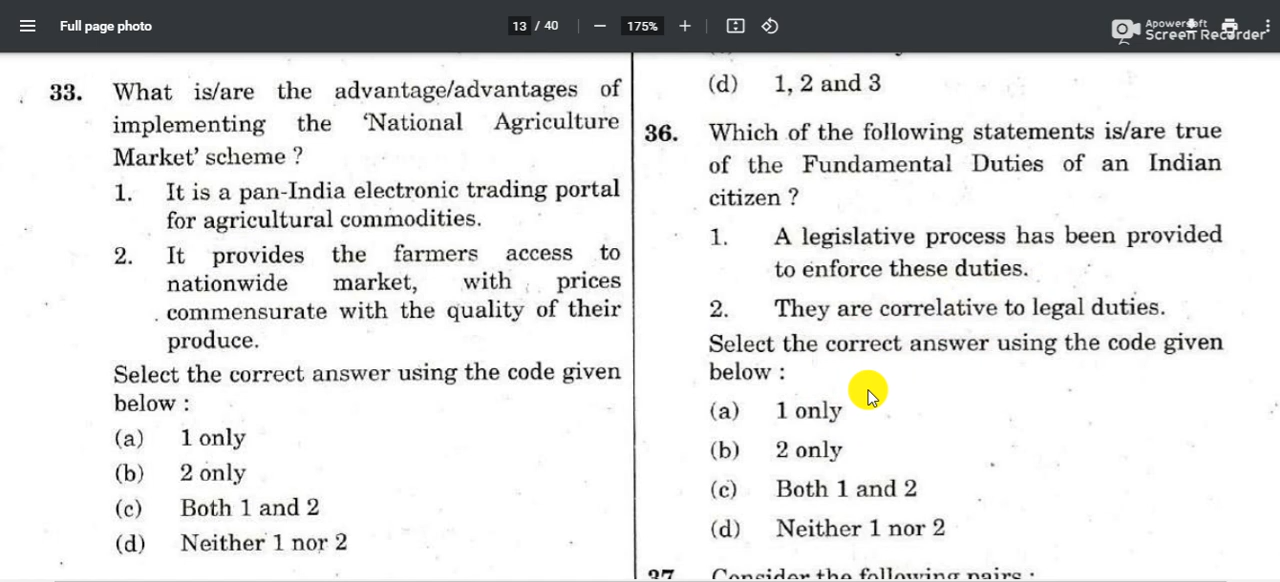 Full page photo
13 / 40
175%
Apowersoft
Screen Recorder
33. What is/are the advantage/advantages of
implementing the ‘National Agriculture
Market’ scheme ?
1. It is a pan-India electronic trading portal
for agricultural commodities.
2. It provides the farmers access to
nationwide market, with prices
commensurate with the quality of their
produce.
Select the correct answer using the code given
below :
(a) 1 only
(b) 2 only
(c) Both 1 and 2
(d) Neither 1 nor 2
(d) 1, 2 and 3
36. Which of the following statements is/are true
of the Fundamental Duties of an Indian
citizen ?
1. A legislative process has been provided
to enforce these duties.
2. They are correlative to legal duties.
Select the correct answer using the code given
below :
(a) 1 only
(b) 2 only
(c) Both 1 and 2
(d) Neither 1 nor 2
37 Consider the following pairs :